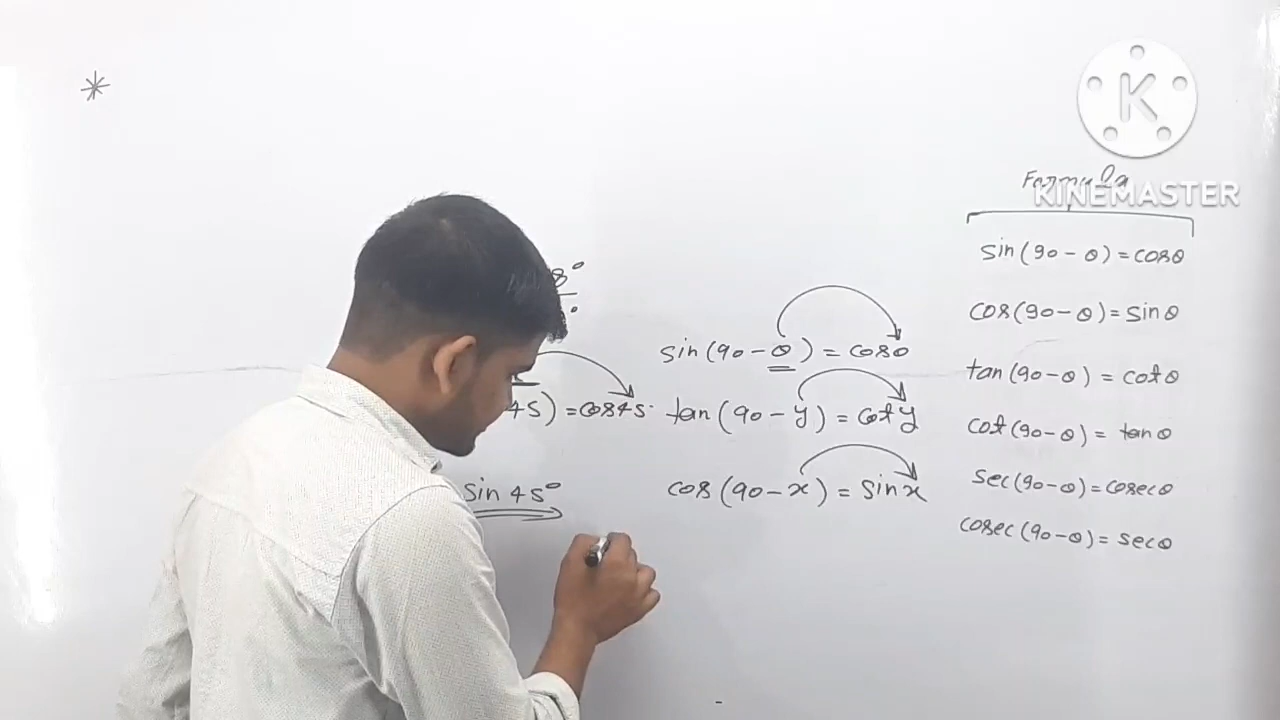 *
K
KINEMASTER
Formula
sin(90-θ)=cosθ
cos(90-θ)=sinθ
tan(90-θ)=cotθ
cot(90-θ)=tanθ
sec(90-θ)=cosecθ
cosec(90-θ)=secθ
8°
°
45)=cos45°
sin 45°
sin(90-θ)=cosθ
tan(90-y)=cot y
cos(90-x)=sin x